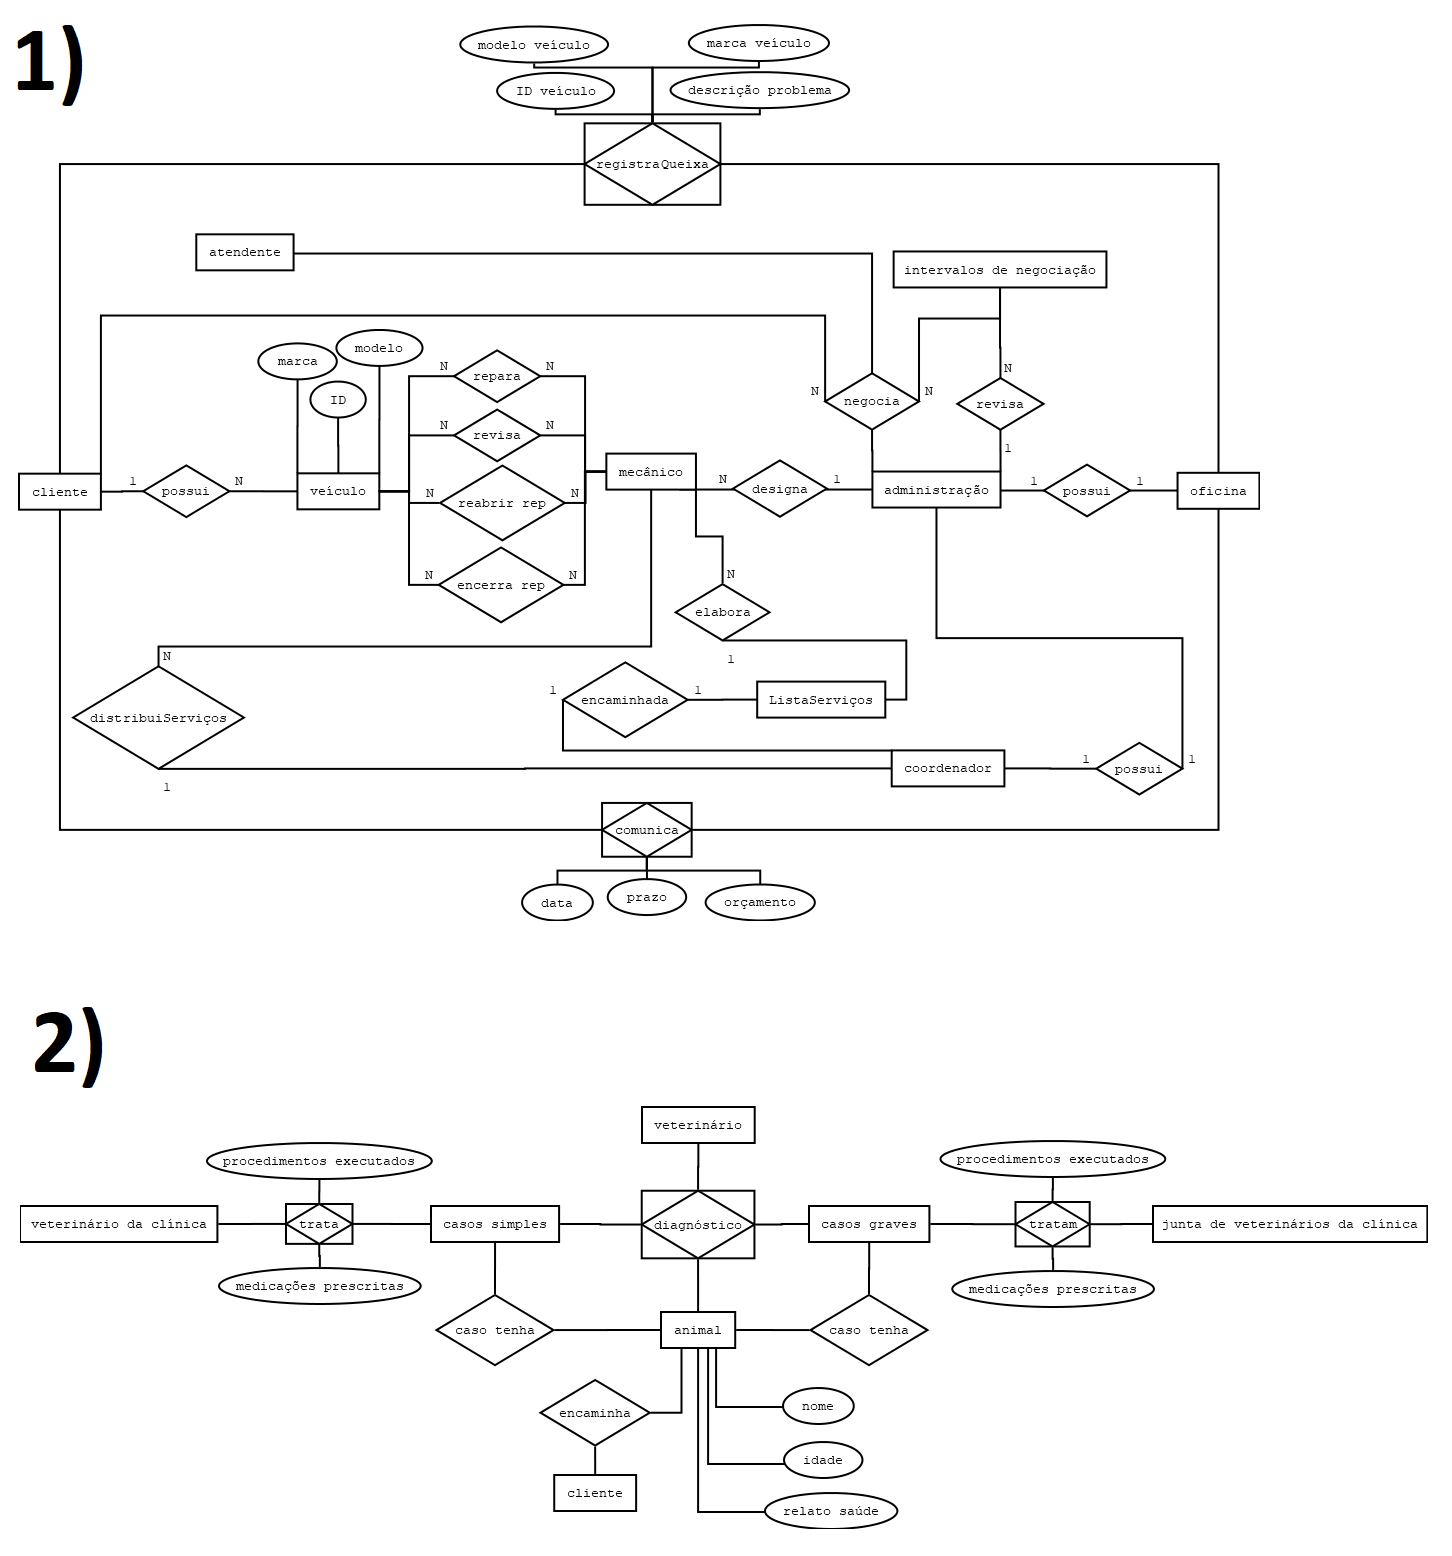 1)
modelo veículo
marca veículo
ID veículo
descrição problema
registraQueixa
atendente
intervalos de negociação
marca
modelo
ID
N
repara
N
N
revisa
N
N
negocia
N
N
revisa
1
cliente
1
possui
N
veículo
N
reabrir rep
N
N
encerra rep
N
mecânico
N
designa
1
administração
1
possui
1
oficina
N
elabora
1
N
distribuiServiços
1
1
encaminhada
1
ListaServiços
coordenador
1
possui
1
comunica
data
prazo
orçamento
2)
veterinário
procedimentos executados
procedimentos executados
veterinário da clínica
trata
casos simples
diagnóstico
casos graves
tratam
junta de veterinários da clínica
medicações prescritas
medicações prescritas
caso tenha
animal
caso tenha
encaminha
nome
idade
cliente
relato saúde